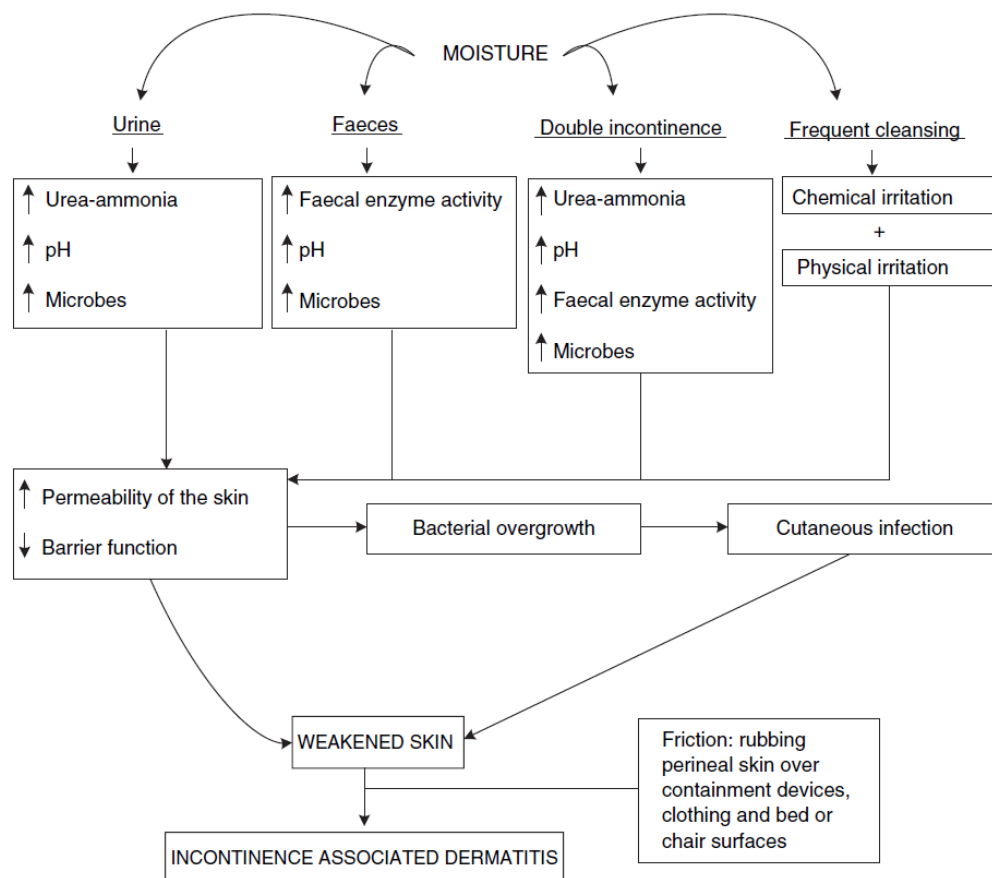 MOISTURE
Urine
Faeces
Double incontinence
Frequent cleansing
Urea-ammonia
pH
Microbes
Faecal enzyme activity
pH
Microbes
Urea-ammonia
pH
Faecal enzyme activity
Microbes
Chemical irritation
+
Physical irritation
Permeability of the skin
Barrier function
Bacterial overgrowth
Cutaneous infection
WEAKENED SKIN
Friction: rubbing
perineal skin over
containment devices,
clothing and bed or
chair surfaces
INCONTINENCE ASSOCIATED DERMATITIS